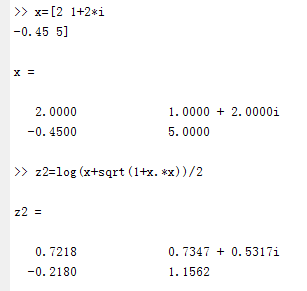 >> x=[2 1+2*i
-0.45 5]
x =
2.0000 1.0000 + 2.0000i
-0.4500 5.0000
>> z2=log(x+sqrt(1+x.*x))/2
z2 =
0.7218 0.7347 + 0.5317i
-0.2180 1.1562